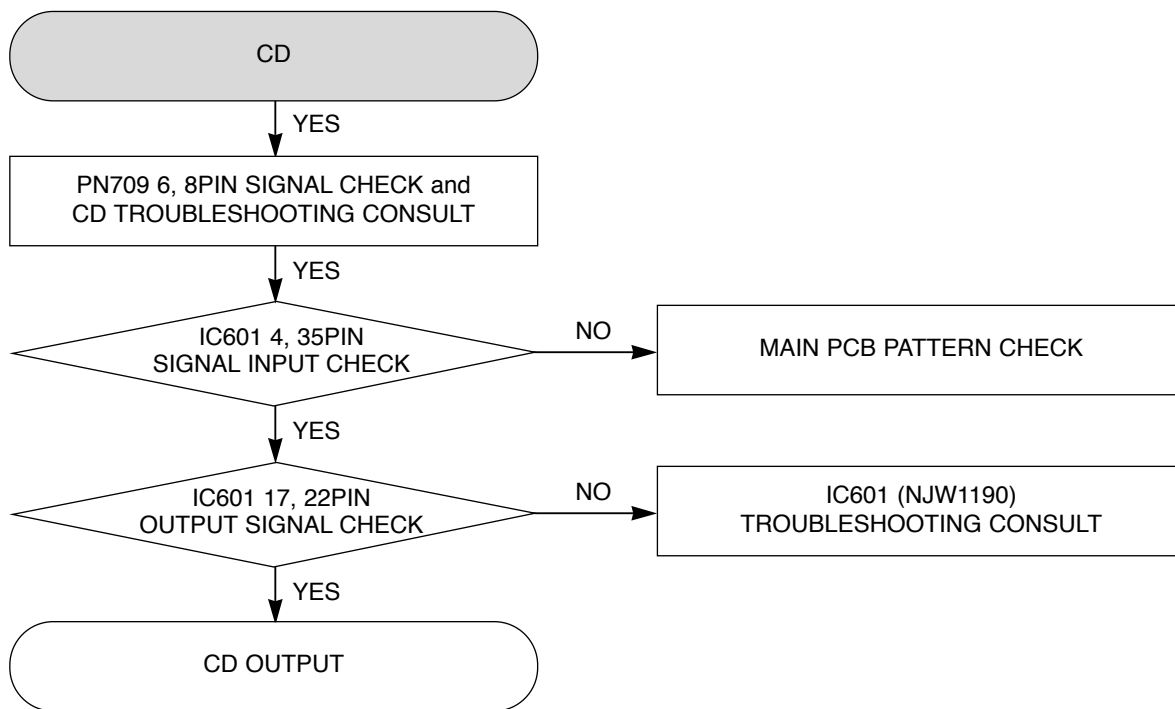 CD
YES
PN709 6, 8PIN SIGNAL CHECK and
CD TROUBLESHOOTING CONSULT
YES
IC601 4, 35PIN
SIGNAL INPUT CHECK
NO
MAIN PCB PATTERN CHECK
YES
IC601 17, 22PIN
OUTPUT SIGNAL CHECK
NO
IC601 (NJW1190)
TROUBLESHOOTING CONSULT
YES
CD OUTPUT